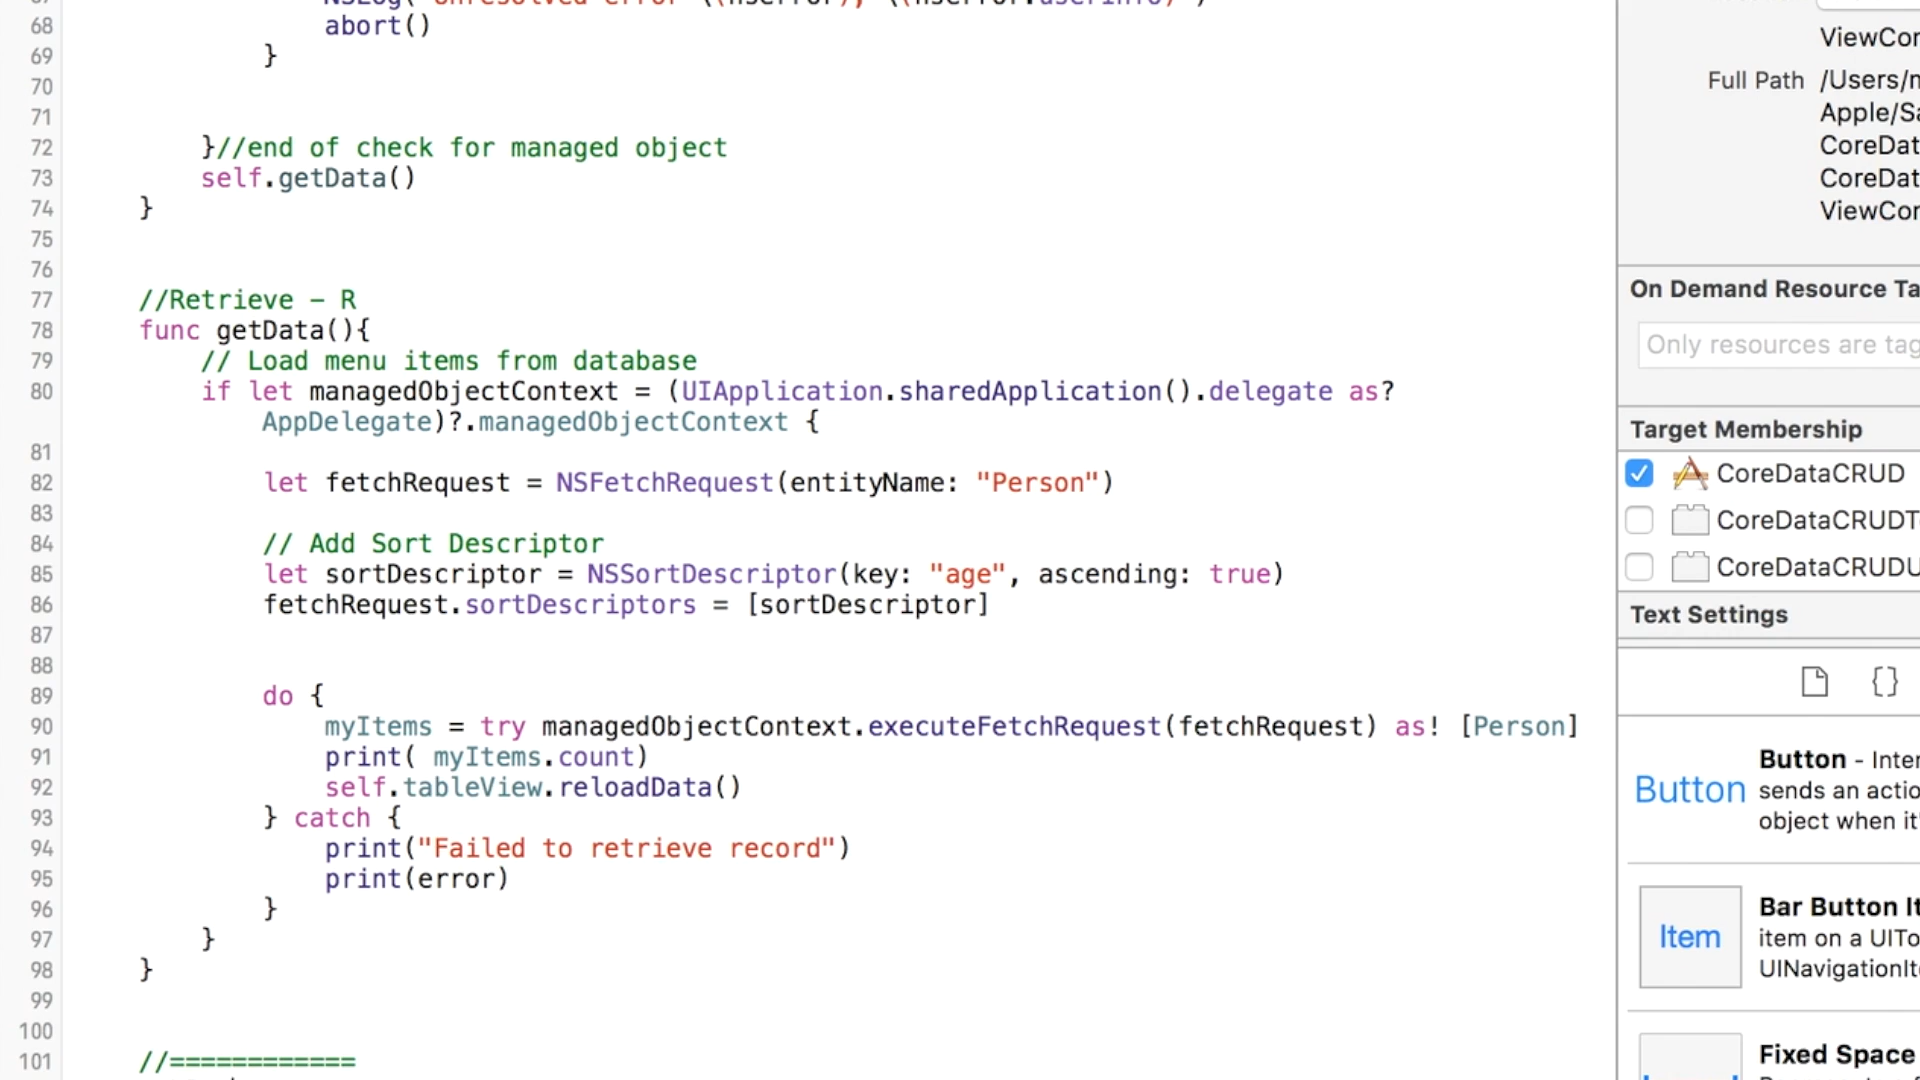 68 abort()
69 }
70
71
72 }//end of check for managed object
73 self.getData()
74 }
75
76
77 //Retrieve – R
78 func getData(){
79 // Load menu items from database
80 if let managedObjectContext = (UIApplication.sharedApplication().delegate as?
AppDelegate)?.managedObjectContext {
81
82 let fetchRequest = NSFetchRequest(entityName: "Person")
83
84 // Add Sort Descriptor
85 let sortDescriptor = NSSortDescriptor(key: "age", ascending: true)
86 fetchRequest.sortDescriptors = [sortDescriptor]
87
88
89 do {
90 myItems = try managedObjectContext.executeFetchRequest(fetchRequest) as! [Person]
91 print( myItems.count)
92 self.tableView.reloadData()
93 } catch {
94 print("Failed to retrieve record")
95 print(error)
96 }
97 }
98 }
99
100
101 //============
ViewCon
Full Path /Users/m
Apple/Sa
CoreDat
CoreDat
ViewCon
On Demand Resource Ta
Only resources are tag
Target Membership
CoreDataCRUD
CoreDataCRUDT
CoreDataCRUDU
Text Settings
{}
Button
Button - Inter
sends an actio
object when it'
Item
Bar Button It
item on a UITo
UINavigationIt
Fixed Space